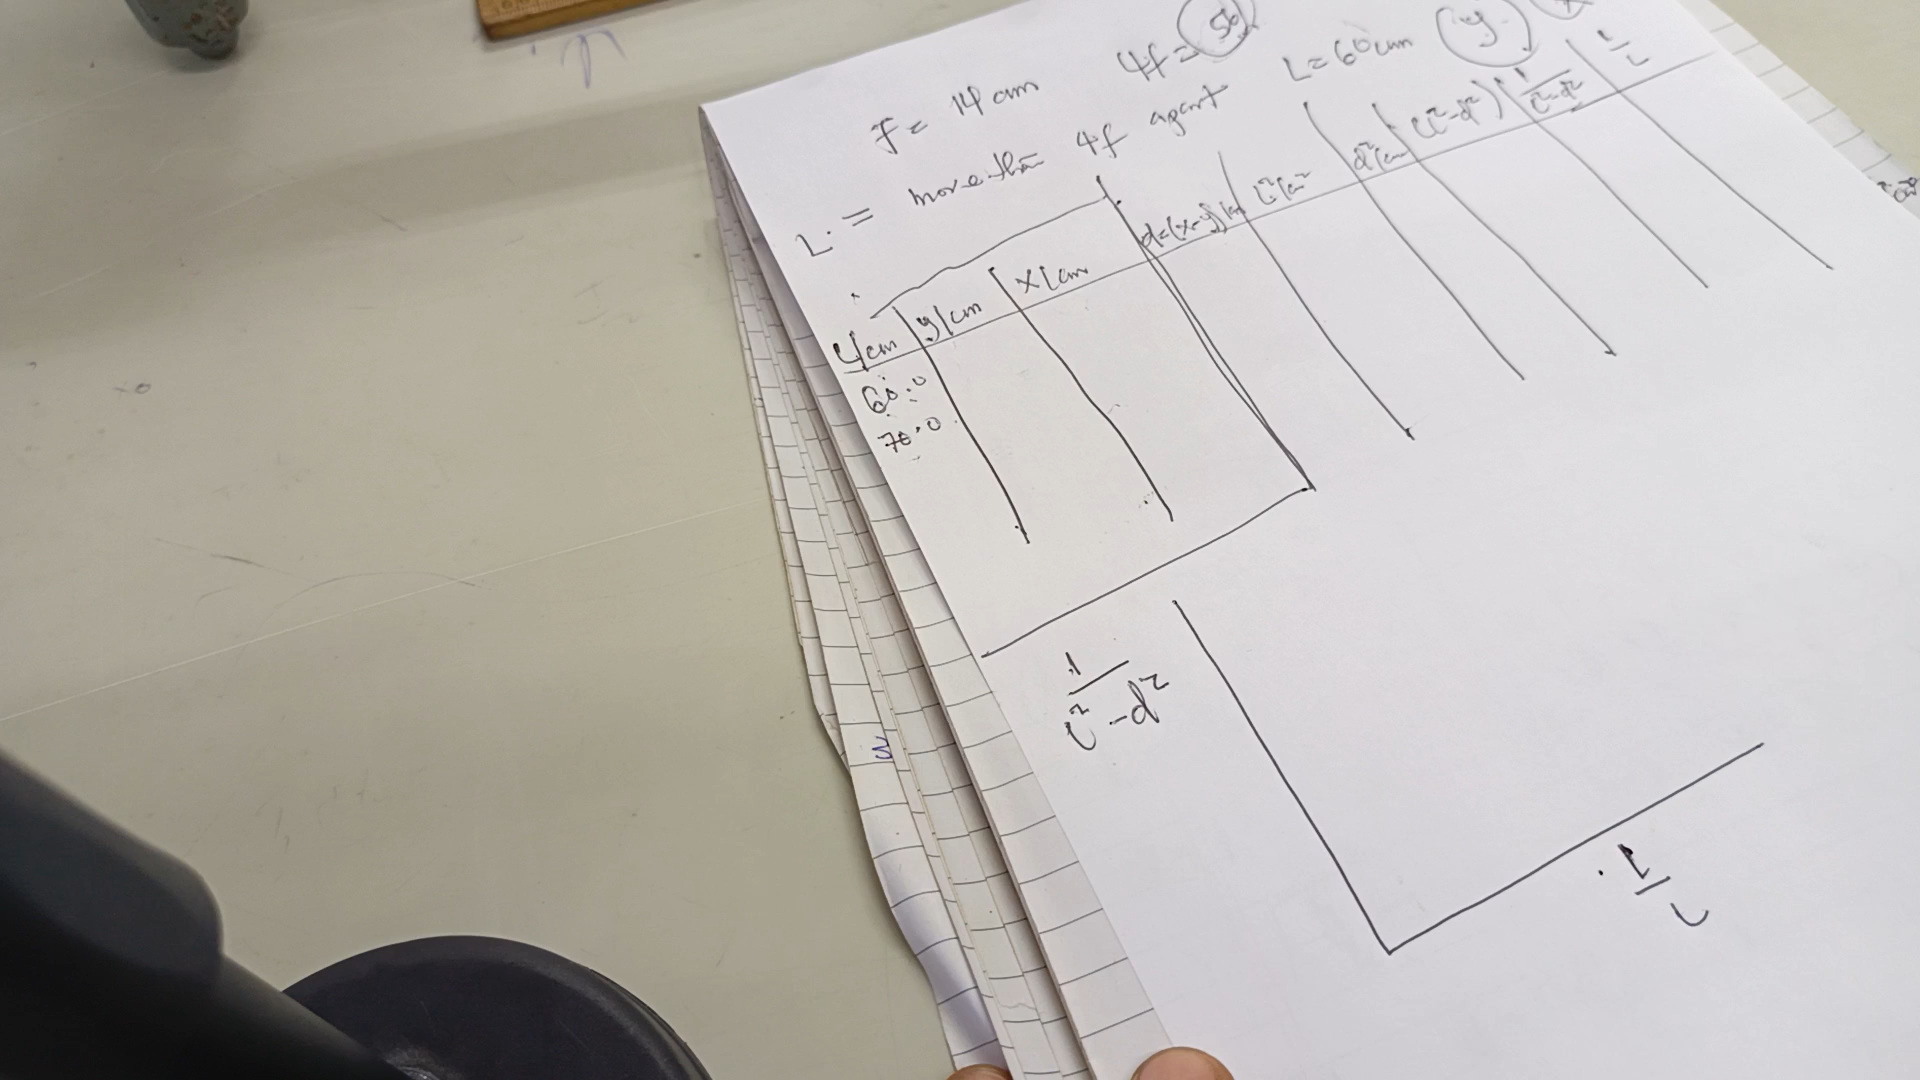 F = 14 cm 4f = 56
L = more than 4f apart L = 60 cm y x
L/cm y/cm x/cm d=(x-y)/cm L²/cm² d²/cm (L²-d²) 1/L²-d² 1/L
60.0
70.0
1/L²-d²
1/L